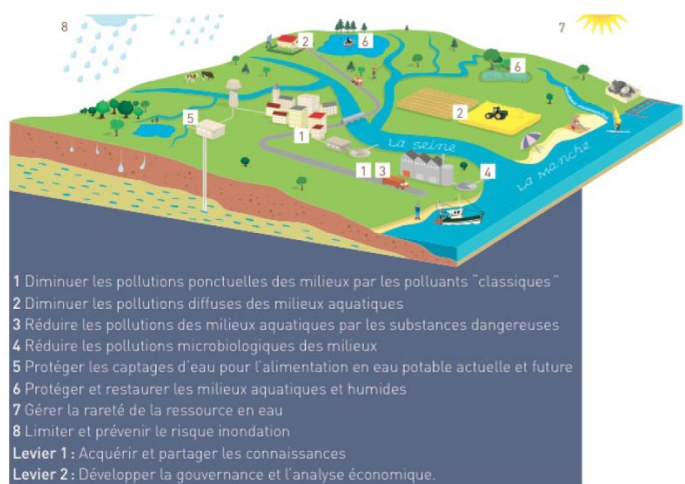 8
7
2
6
6
5
2
1
La seine
La Manche
1 3
4
1 Diminuer les pollutions ponctuelles des milieux par les polluants "classiques"
2 Diminuer les pollutions diffuses des milieux aquatiques
3 Réduire les pollutions des milieux aquatiques par les substances dangereuses
4 Réduire les pollutions microbiologiques des milieux
5 Protéger les captages d'eau pour l'alimentation en eau potable actuelle et future
6 Protéger et restaurer les milieux aquatiques et humides
7 Gérer la rareté de la ressource en eau
8 Limiter et prévenir le risque inondation
Levier 1 : Acquérir et partager les connaissances
Levier 2 : Développer la gouvernance et l'analyse économique.